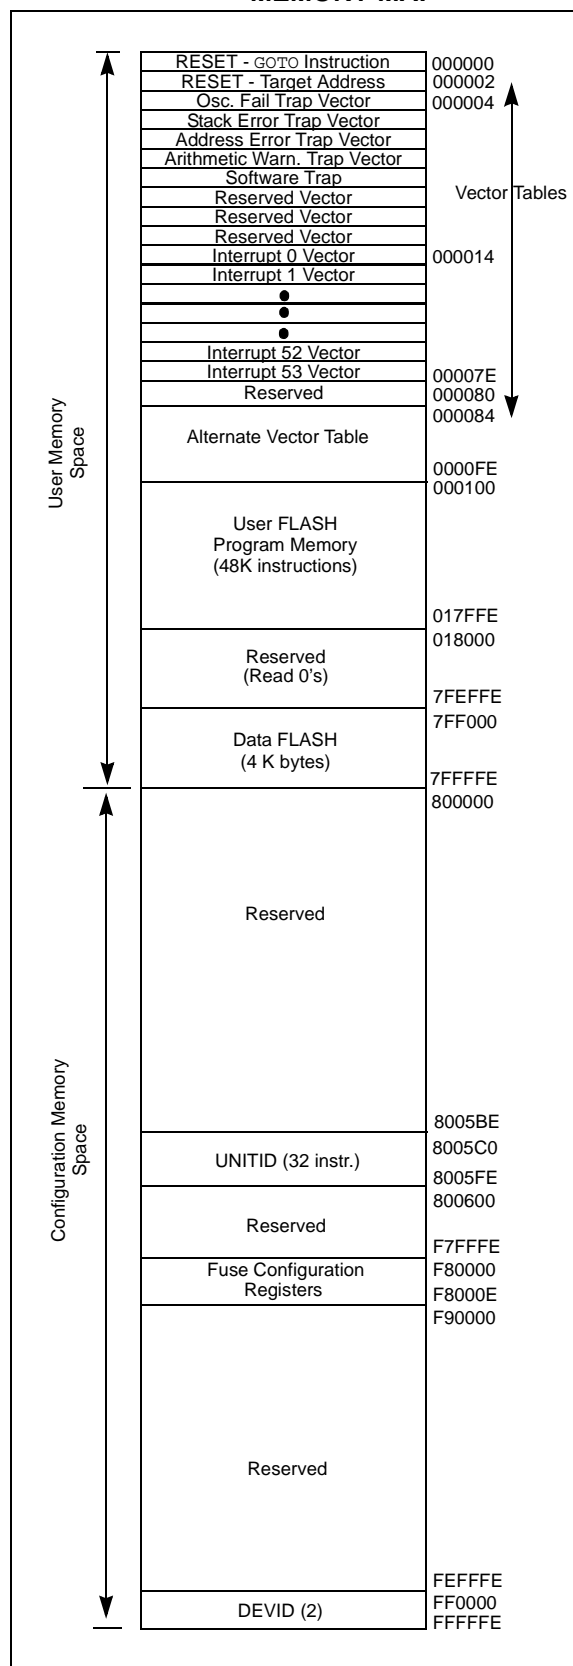 RESET - GOTO Instruction 000000
RESET - Target Address 000002
Osc. Fail Trap Vector 000004
Stack Error Trap Vector
Address Error Trap Vector
Arithmetic Warn. Trap Vector
Software Trap
Reserved Vector
Reserved Vector
Reserved Vector
Interrupt 0 Vector 000014
Interrupt 1 Vector
Vector Tables
Interrupt 52 Vector
Interrupt 53 Vector 00007E
Reserved 000080
000084
Alternate Vector Table
0000FE
000100
User Memory
Space
User FLASH
Program Memory
(48K instructions)
017FFE
018000
Reserved
(Read 0's)
7FEFFE
7FF000
Data FLASH
(4 K bytes)
7FFFFE
800000
Reserved
Configuration Memory
Space
8005BE
8005C0
UNITID (32 instr.)
8005FE
800600
Reserved
F7FFFE
Fuse Configuration F80000
Registers F8000E
F90000
Reserved
FEFFFE
FF0000
DEVID (2)
FFFFFE